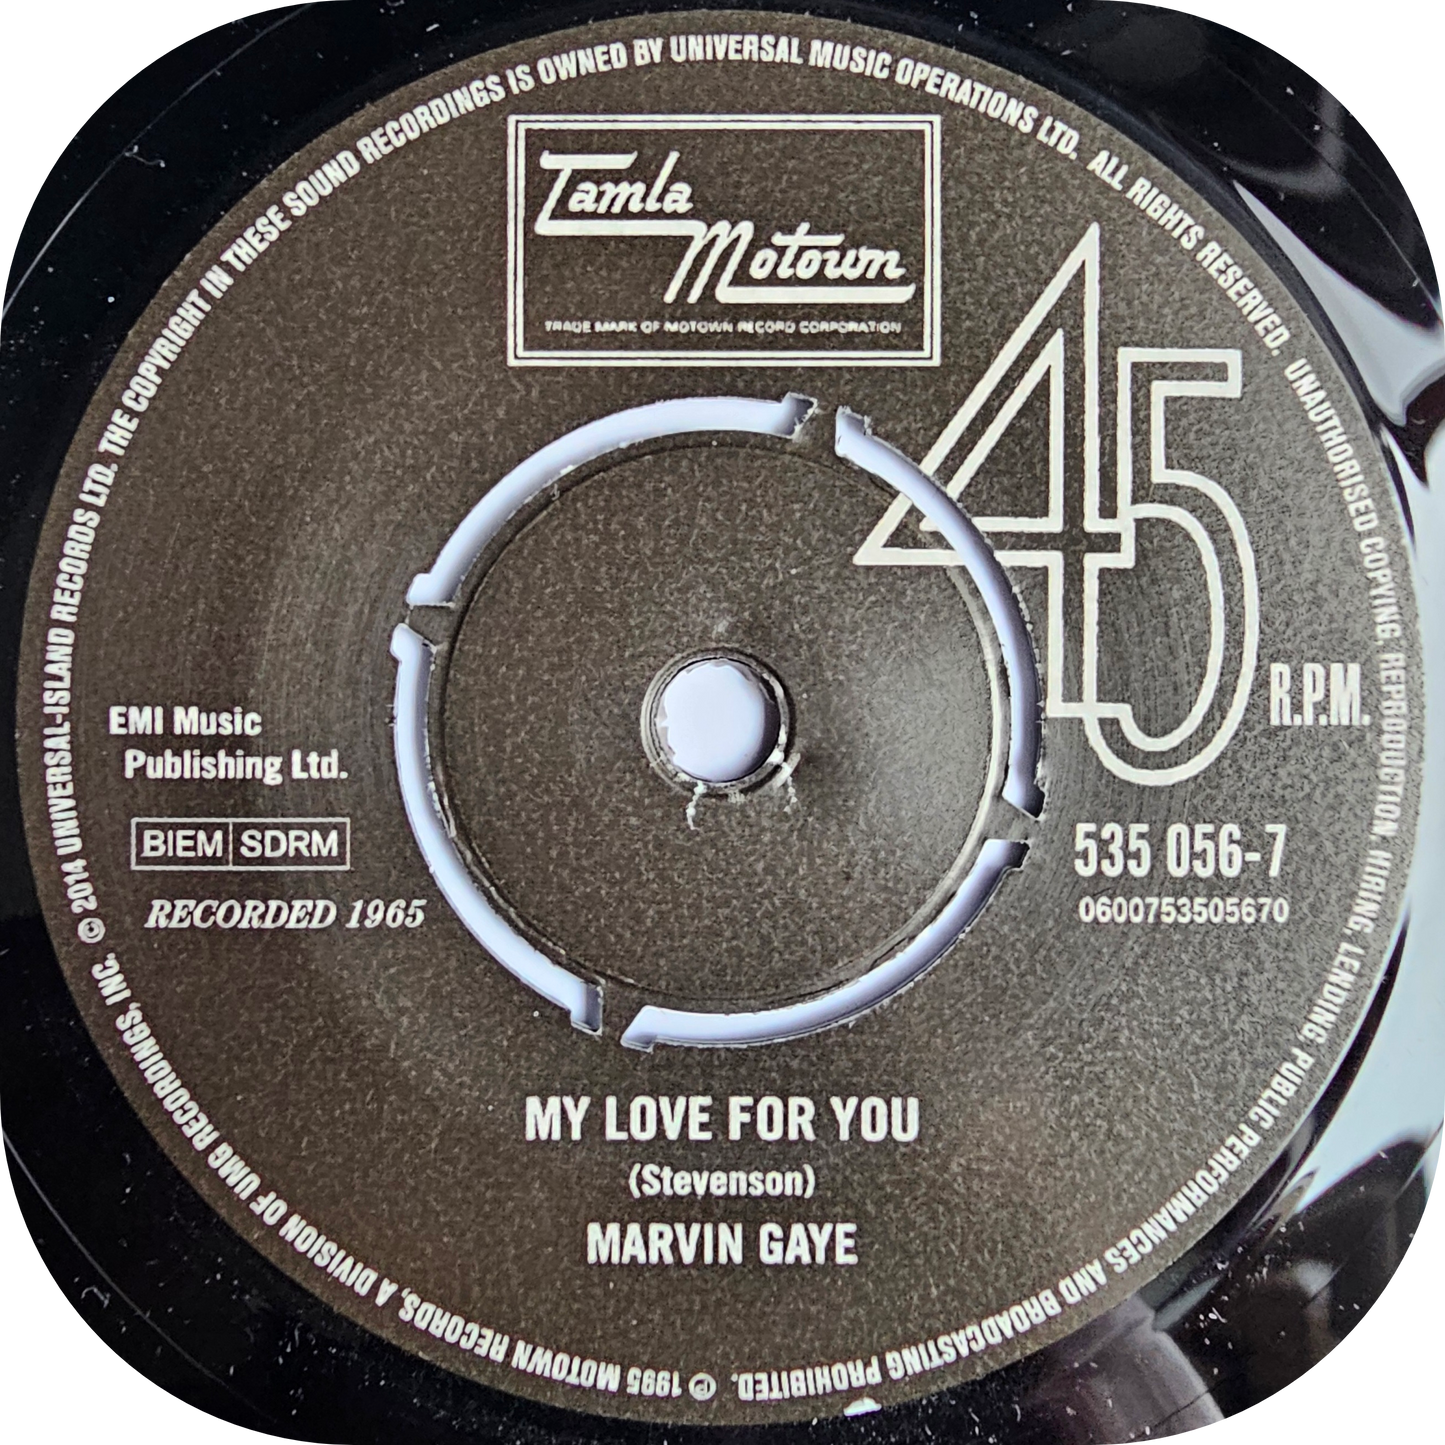 Tamla
Motown
TRADE MARK OF MOTOWN RECORD CORPORATION
45
R.P.M.
EMI Music
Publishing Ltd.
BIEM SDRM
RECORDED 1965
535 056-7
0600753505670
MY LOVE FOR YOU
(Stevenson)
MARVIN GAYE
℗ 1995 MOTOWN RECORDS, A DIVISION OF UMG RECORDINGS, INC. © 2014 UNIVERSAL-ISLAND RECORDS LTD. THE COPYRIGHT IN THESE SOUND RECORDINGS IS OWNED BY UNIVERSAL MUSIC OPERATIONS LTD. ALL RIGHTS RESERVED. UNAUTHORISED COPYING, REPRODUCTION, HIRING, LENDING, PUBLIC PERFORMANCES AND BROADCASTING PROHIBITED.